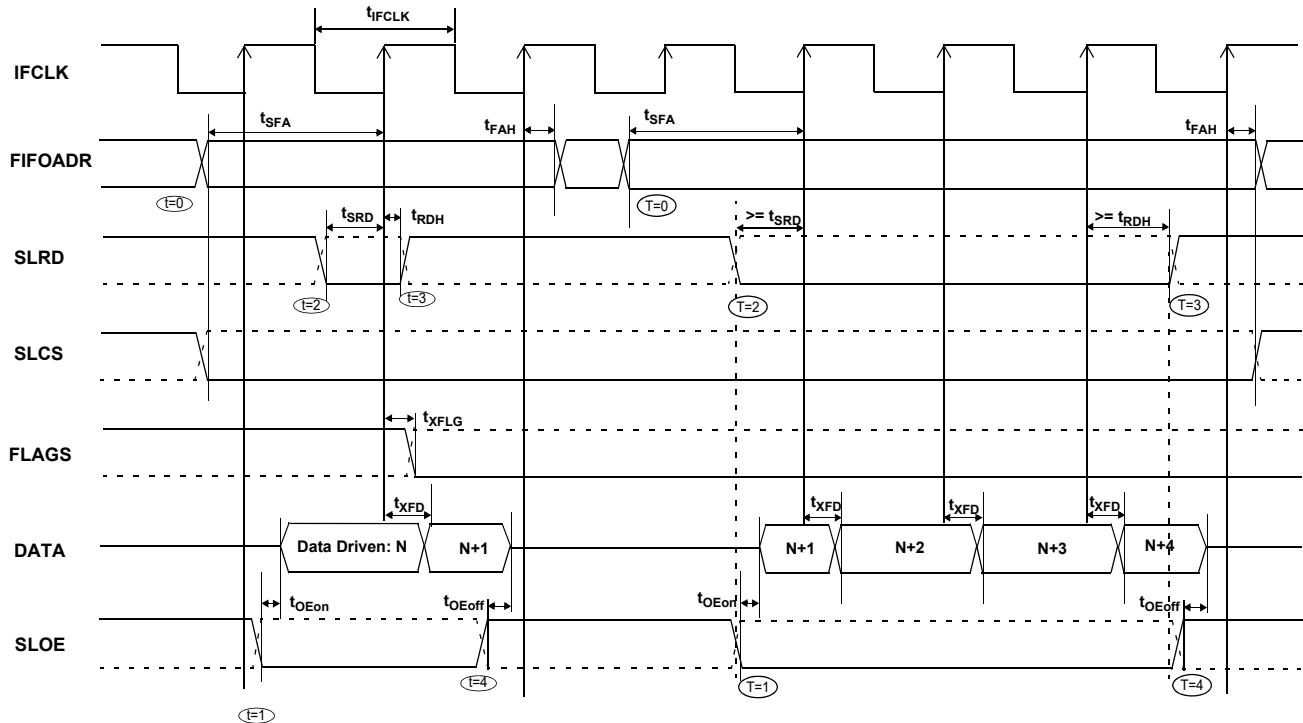 tIFCLK
IFCLK
tSFA
tFAH
tSFA
tFAH
FIFOADR
t=0
T=0
tSRD
tRDH
>= tSRD
>= tRDH
SLRD
t=2
t=3
T=2
T=3
SLCS
tXFLG
FLAGS
tXFD
tXFD
tXFD
tXFD
DATA
Data Driven: N
N+1
N+1
N+2
N+3
N+4
tOEon
tOEoff
tOEon
tOEoff
SLOE
t=4
T=1
T=4
t=1